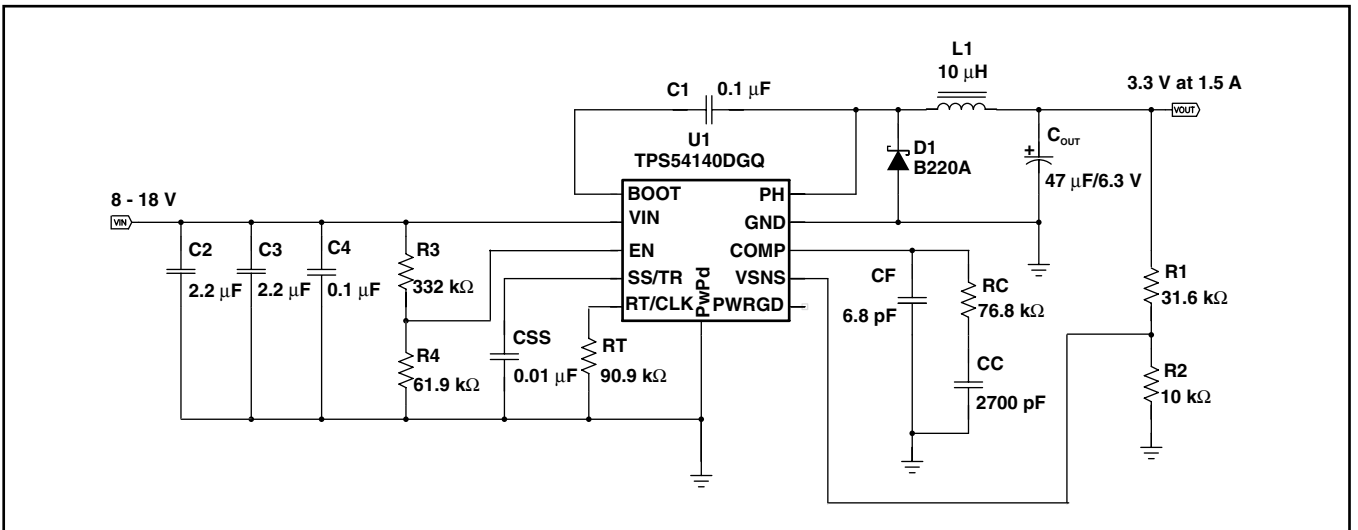 L1
10 µH
3.3 V at 1.5 A
VOUT
C1
0.1 µF
U1
TPS54140DGQ
D1
B220A
C_OUT
+
47 µF/6.3 V
8 - 18 V
VIN
BOOT
VIN
EN
SS/TR
RT/CLK
PwPd
PH
GND
COMP
VSNS
PWRGD
C2
2.2 µF
C3
2.2 µF
C4
0.1 µF
R3
332 kΩ
R4
61.9 kΩ
CSS
0.01 µF
RT
90.9 kΩ
CF
6.8 pF
RC
76.8 kΩ
CC
2700 pF
R1
31.6 kΩ
R2
10 kΩ